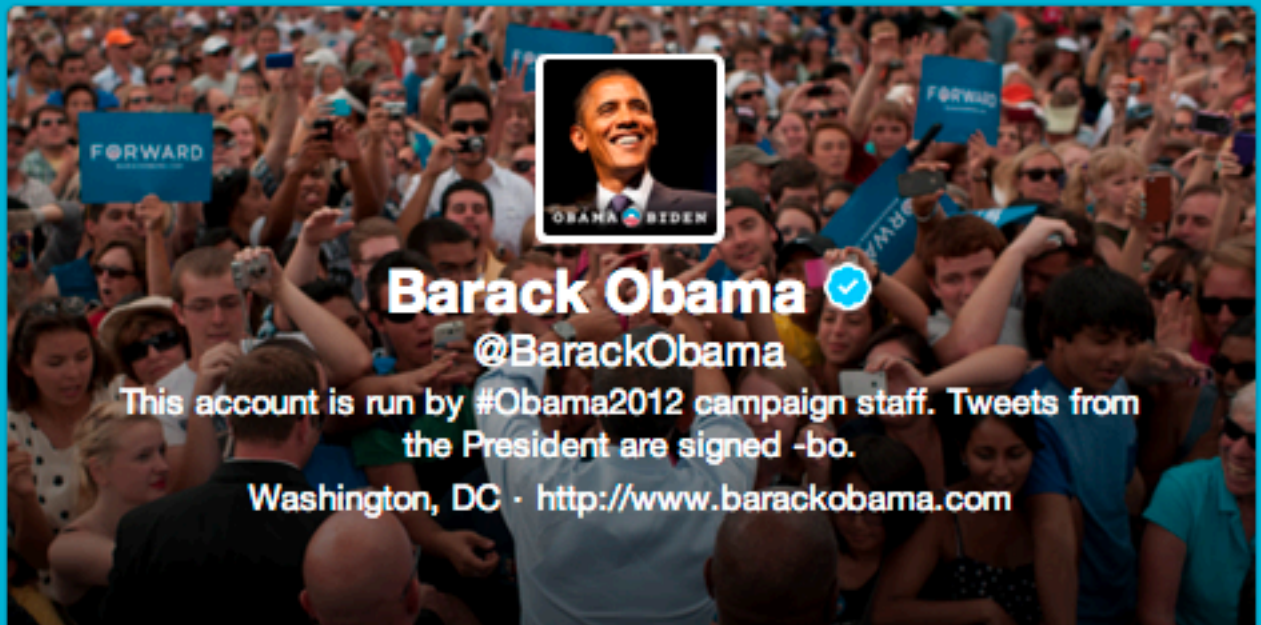 FORWARD
FORWARD
OBAMA BIDEN
Barack Obama
@BarackObama
This account is run by #Obama2012 campaign staff. Tweets from
the President are signed -bo.
Washington, DC · http://www.barackobama.com